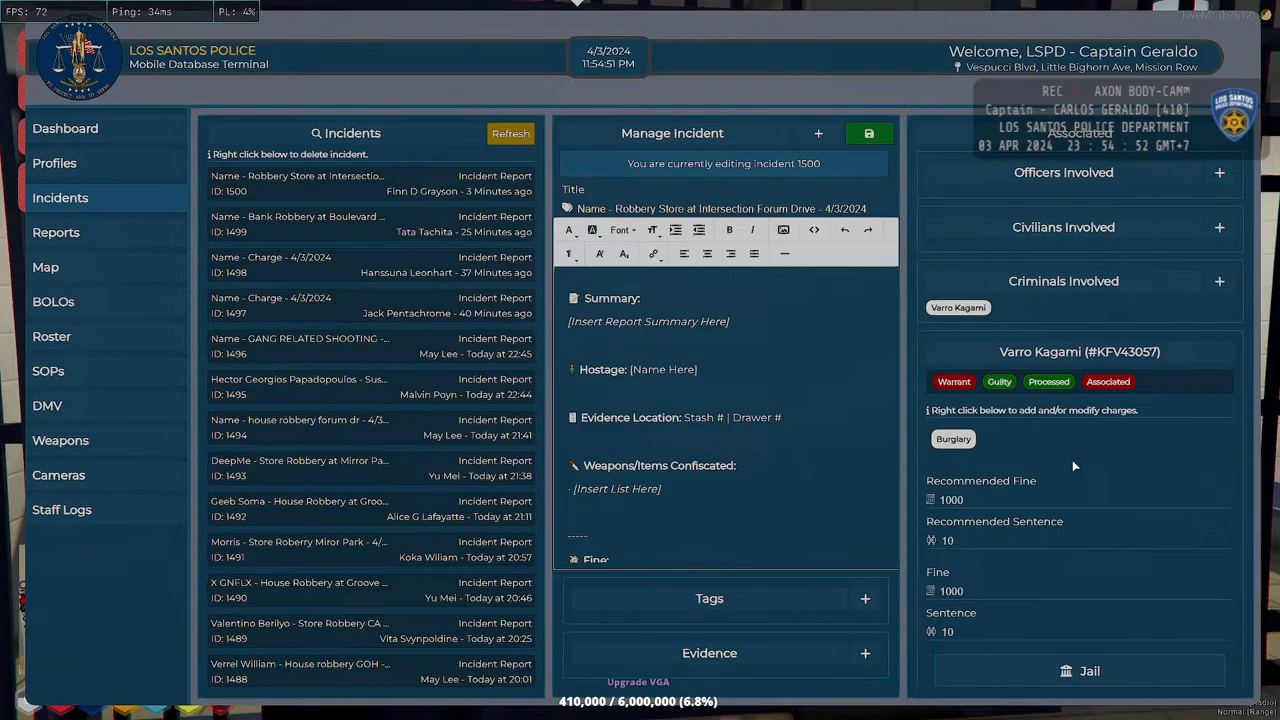 FPS: 72
Ping: 34ms
PL: 4%
LOS SANTOS POLICE
Mobile Database Terminal
4/3/2024
11:54:51 PM
Welcome, LSPD - Captain Geraldo
Vespucci Blvd, Little Bighorn Ave, Mission Row
REC AXON BODY-CAM™
Captain - CARLOS GERALDO [410]
LOS SANTOS POLICE DEPARTMENT
03 APR 2024 23 : 54 : 52 GMT+7
Dashboard
Profiles
Incidents
Reports
Map
BOLOs
Roster
SOPs
DMV
Weapons
Cameras
Staff Logs
Incidents
Refresh
Right click below to delete incident.
Name - Robbery Store at Intersectio... Incident Report
ID: 1500 Finn D Grayson - 3 Minutes ago
Name - Bank Robbery at Boulevard ... Incident Report
ID: 1499 Tata Tachita - 25 Minutes ago
Name - Charge - 4/3/2024 Incident Report
ID: 1498 Hanssuna Leonhart - 37 Minutes ago
Name - Charge - 4/3/2024 Incident Report
ID: 1497 Jack Pentachrome - 40 Minutes ago
Name - GANG RELATED SHOOTING -... Incident Report
ID: 1496 May Lee - Today at 22:45
Hector Georgios Papadopoulos - Sus... Incident Report
ID: 1495 Malvin Poyn - Today at 22:44
Name - house robbery forum dr - 4/3... Incident Report
ID: 1494 May Lee - Today at 21:41
DeepMe - Store Robbery at Mirror Pa... Incident Report
ID: 1493 Yu Mei - Today at 21:38
Geeb Soma - House Robbery at Groo... Incident Report
ID: 1492 Alice G Lafayatte - Today at 21:11
Morris - Store Roberry Miror Park - 4/... Incident Report
ID: 1491 Koka Wiliam - Today at 20:57
X GNFLX - House Robbery at Groove ... Incident Report
ID: 1490 Yu Mei - Today at 20:46
Valentino Berilyo - Store Robbery CA ... Incident Report
ID: 1489 Vita Svynpoldine - Today at 20:25
Verrel William - House robbery GOH -... Incident Report
ID: 1488 May Lee - Today at 20:01
Manage Incident
You are currently editing incident 1500
Title
Name - Robbery Store at Intersection Forum Drive - 4/3/2024
Font
Summary:
[Insert Report Summary Here]
Hostage: [Name Here]
Evidence Location: Stash # | Drawer #
Weapons/Items Confiscated:
· [Insert List Here]
-----
Fine:
Tags
Evidence
Associated
Officers Involved
Civilians Involved
Criminals Involved
Varro Kagami
Varro Kagami (#KFV43057)
Warrant Guilty Processed Associated
Right click below to add and/or modify charges.
Burglary
Recommended Fine
1000
Recommended Sentence
10
Fine
1000
Sentence
10
Jail
Upgrade VGA
410,000 / 6,000,000 (6.8%)
Normal [Range]